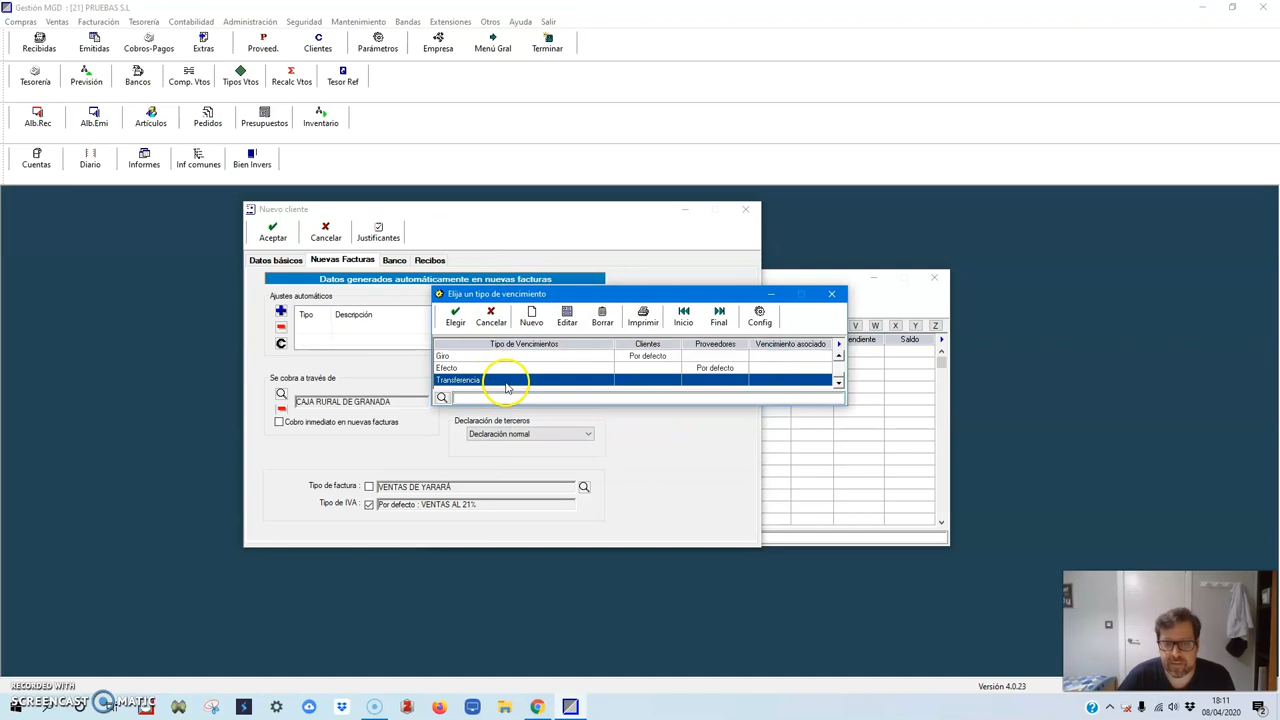 Gestión MGD : [21] PRUEBAS S.L
Compras Ventas Facturación Tesorería Contabilidad Administración Seguridad Mantenimiento Bandas Extensiones Otros Ayuda Salir
Recibidas Emitidas Cobros-Pagos Extras Proveed. Clientes Parámetros Empresa Menú Gral Terminar
Tesorería Previsión Bancos Comp. Vtos Tipos Vtos Recalc Vtos Tesor Ref
Alb.Rec Alb.Emi Artículos Pedidos Presupuestos Inventario
Cuentas Diario Informes Inf comunes Bien Invers
Nuevo cliente
Aceptar Cancelar Justificantes
Datos básicos Nuevas Facturas Banco Recibos
Datos generados automáticamente en nuevas facturas
Ajustes automáticos
Tipo Descripción
C
Elija un tipo de vencimiento
Elegir Cancelar Nuevo Editar Borrar Imprimir Inicio Final Config
Tipo de Vencimientos Clientes Proveedores Vencimiento asociado
Giro Por defecto
Efecto Por defecto
Transferencia
V W X Y Z
endiente Saldo
Se cobra a través de
CAJA RURAL DE GRANADA
Cobro inmediato en nuevas facturas
Declaración de terceros
Declaración normal
Tipo de factura : VENTAS DE YARARÁ
Tipo de IVA : Por defecto : VENTAS AL 21%
Versión 4.0.23
RECORDED WITH
SCREENCAST MATIC
18:11
08/04/2020
2